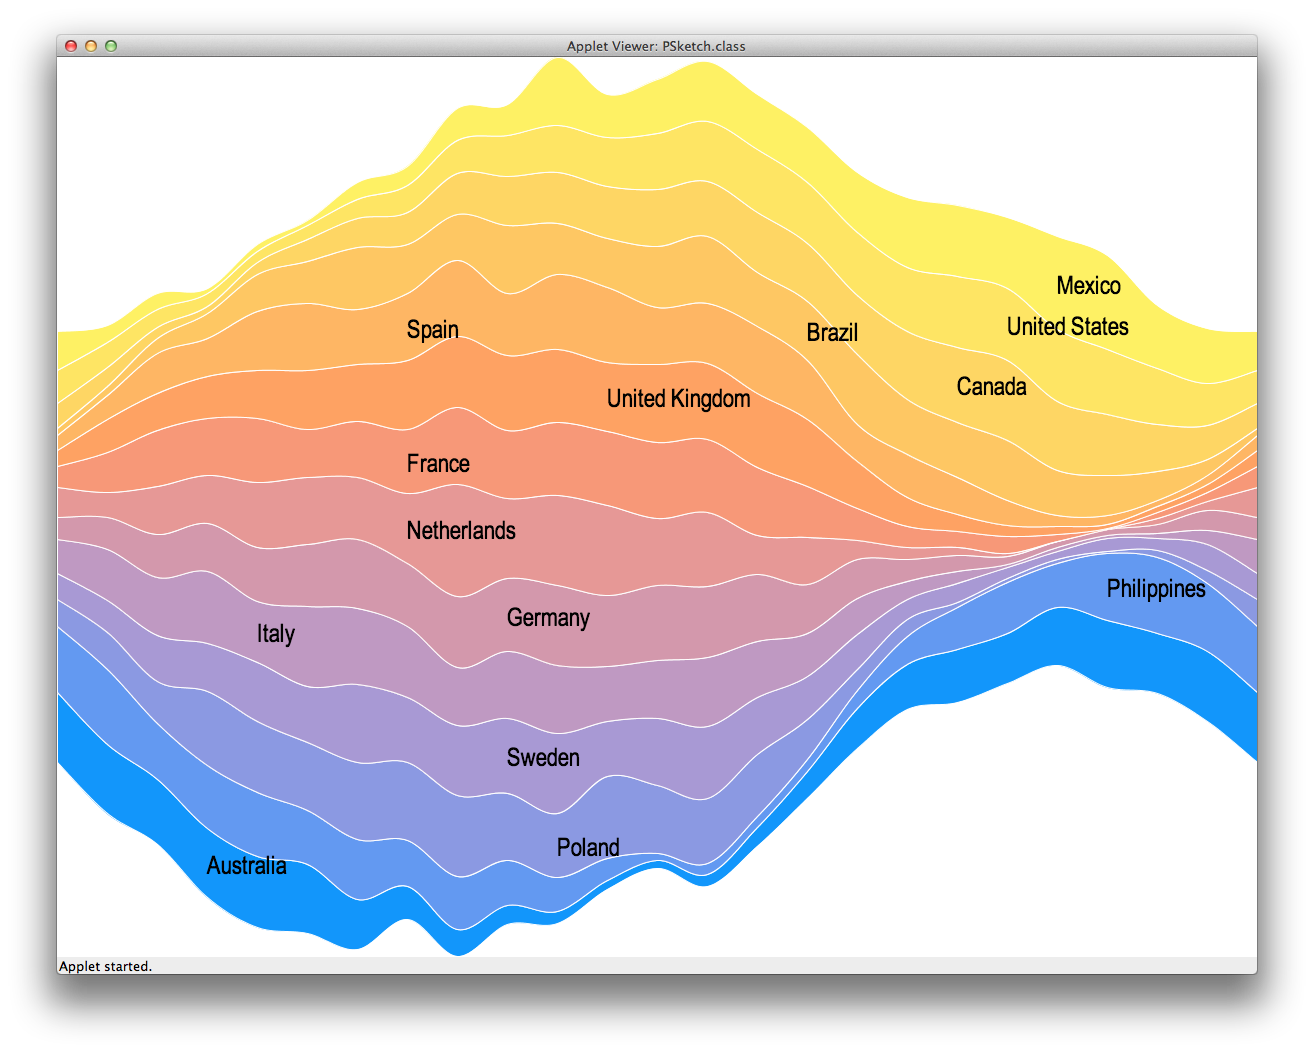 Applet Viewer: PSketch.class
Mexico
United States
Spain
Brazil
Canada
United Kingdom
France
Netherlands
Philippines
Germany
Italy
Sweden
Poland
Australia
Applet started.